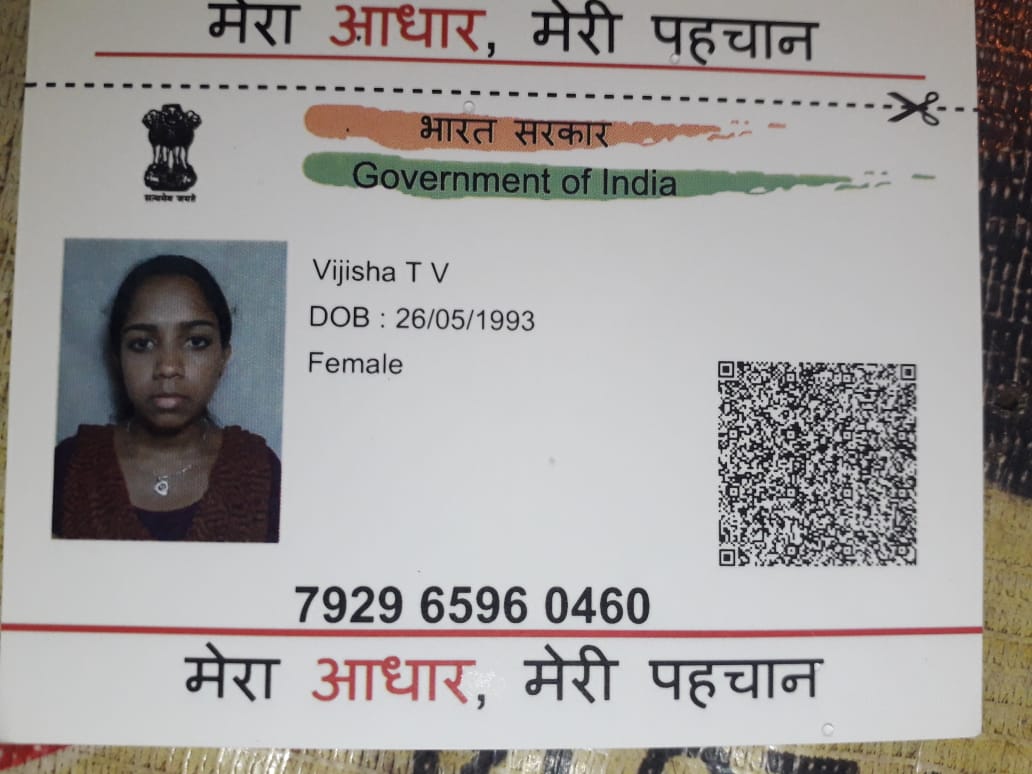 मेरा आधार, मेरी पहचान
सत्यमेव जयते
भारत सरकार
Government of India
Vijisha T V
DOB : 26/05/1993
Female
7929 6596 0460
मेरा आधार, मेरी पहचान